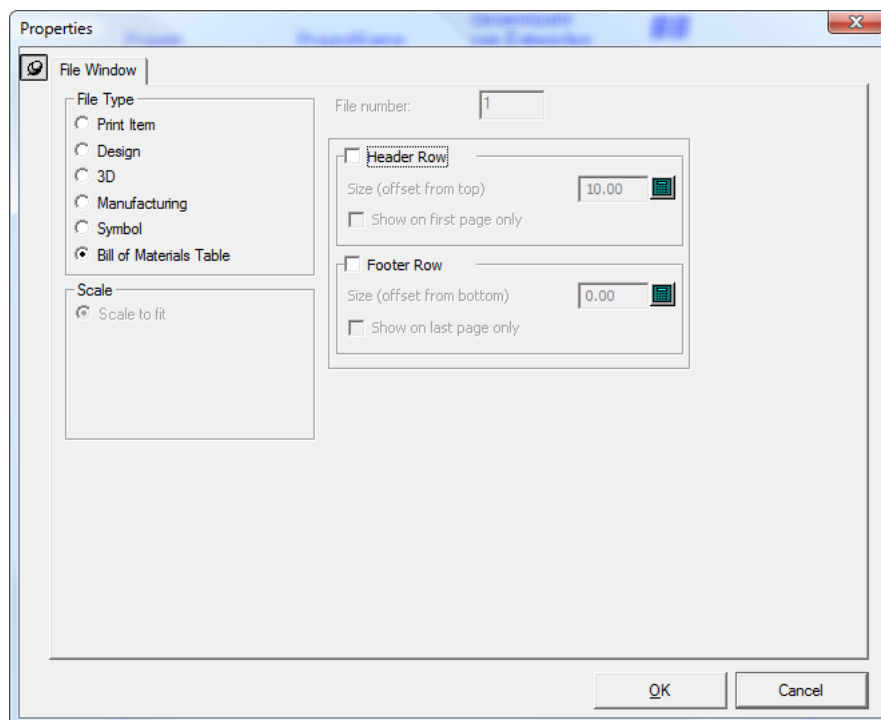 Properties
File Window
File Type
Print Item
Design
3D
Manufacturing
Symbol
Bill of Materials Table
Scale
Scale to fit
File number:
1
Header Row
Size (offset from top)
10.00
Show on first page only
Footer Row
Size (offset from bottom)
0.00
Show on last page only
OK
Cancel